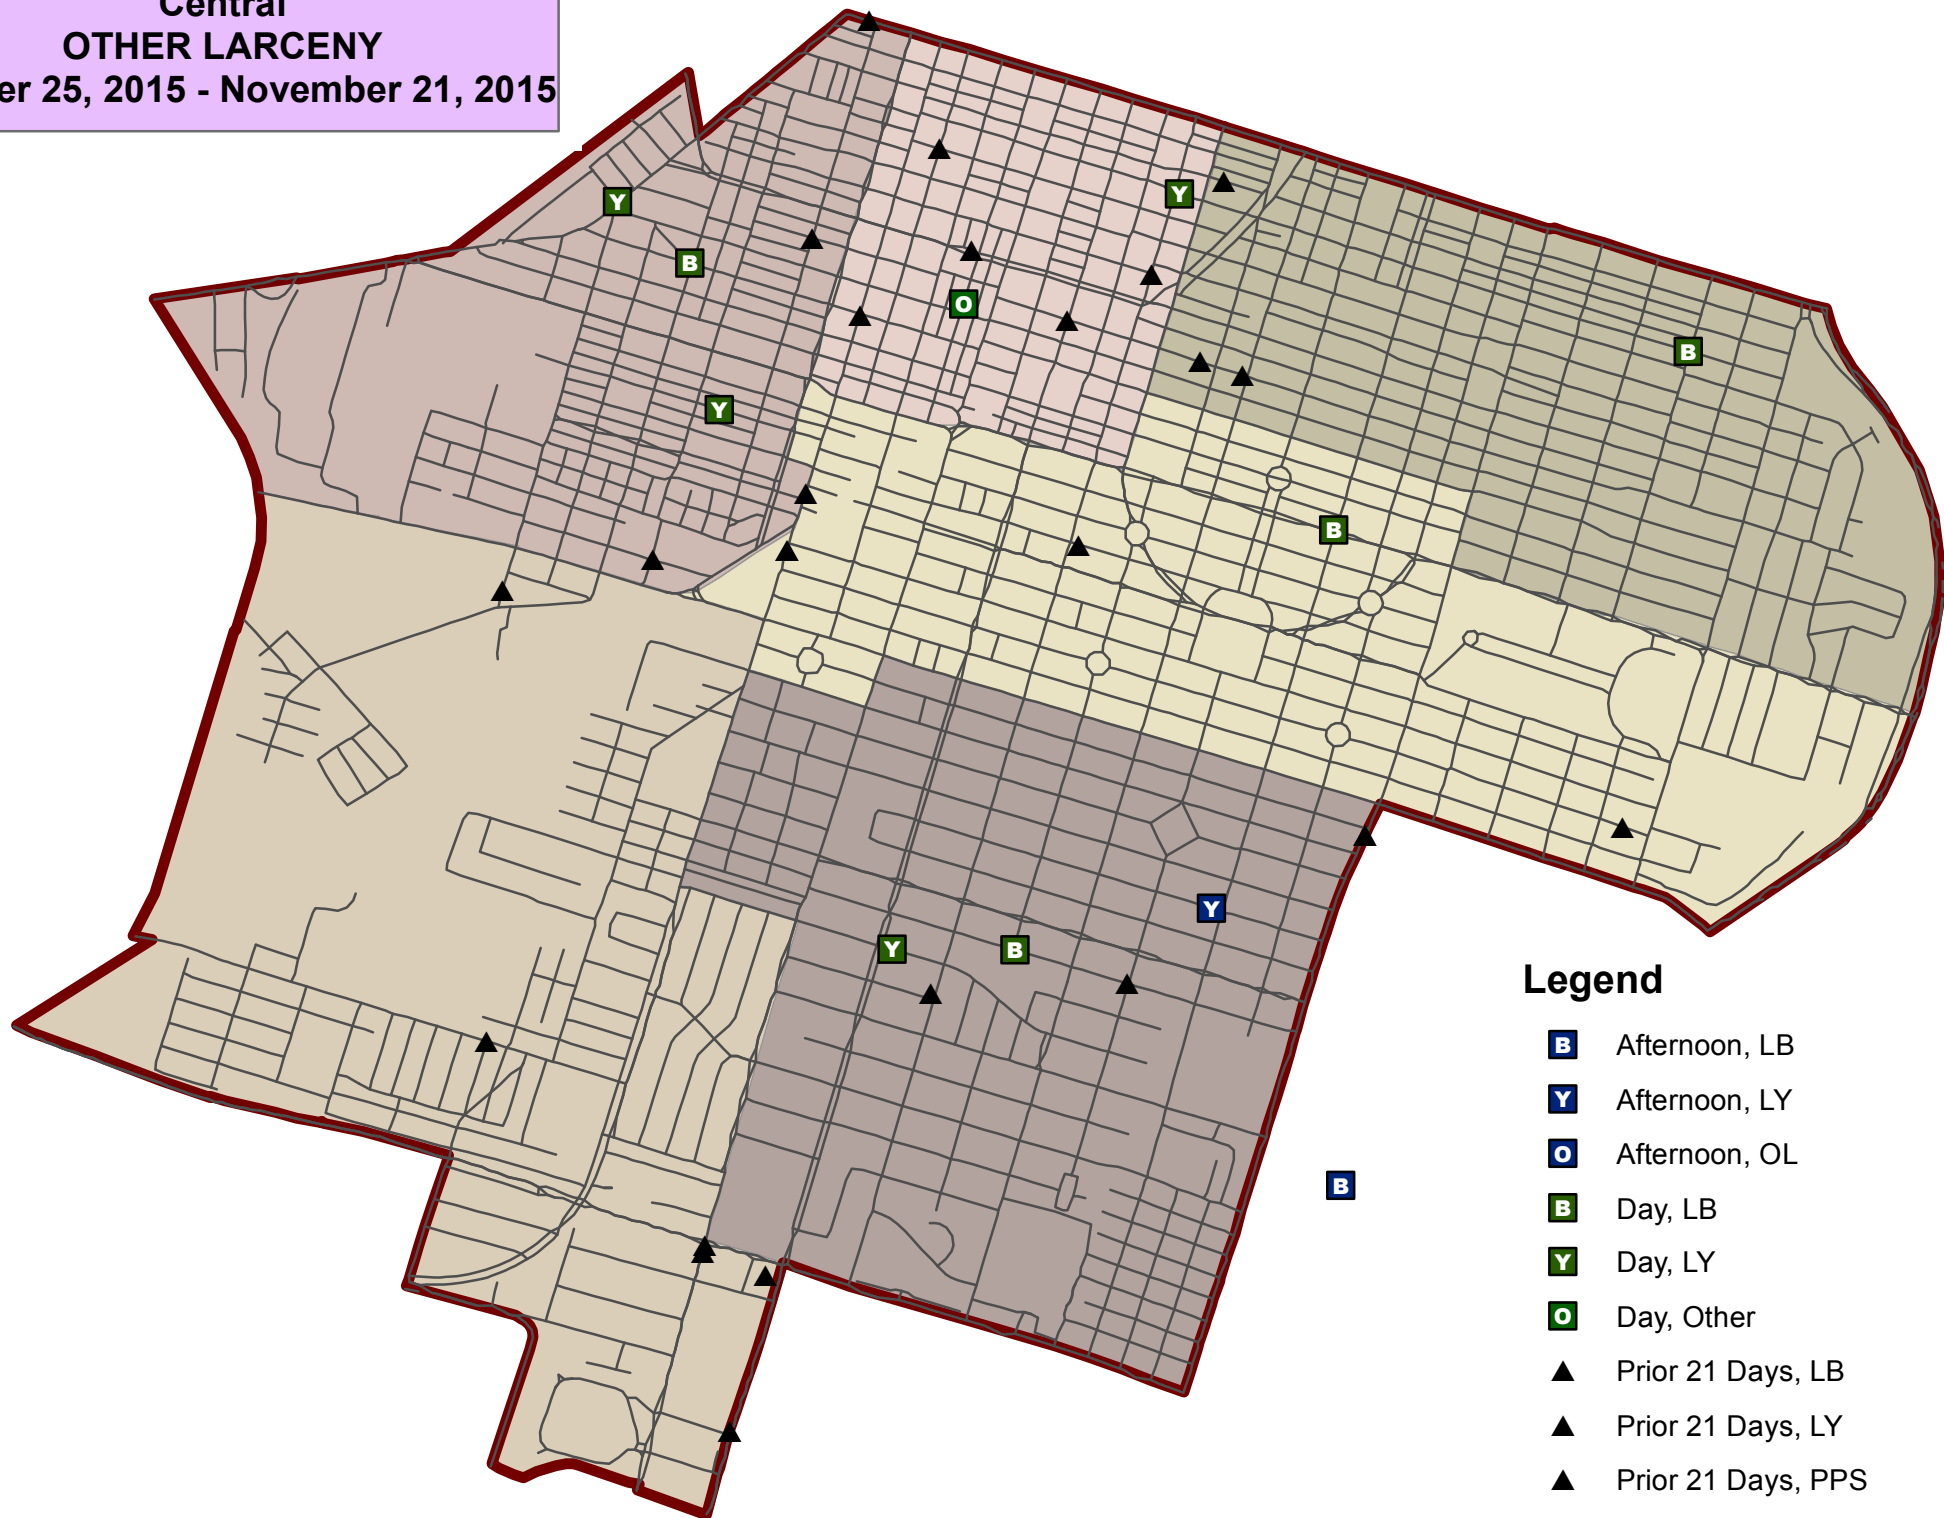 Central
OTHER LARCENY
er 25, 2015 - November 21, 2015
Y
B
Y
Y
O
B
B
Y
Y
B
B
Legend
B Afternoon, LB
Y Afternoon, LY
O Afternoon, OL
B Day, LB
Y Day, LY
O Day, Other
Prior 21 Days, LB
Prior 21 Days, LY
Prior 21 Days, PPS